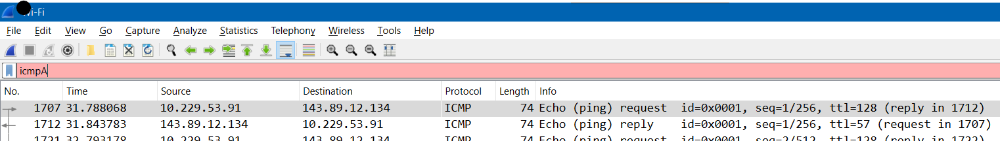 Wi-Fi
File Edit View Go Capture Analyze Statistics Telephony Wireless Tools Help
icmpA
No. Time Source Destination Protocol Length Info
1707 31.788068 10.229.53.91 143.89.12.134 ICMP 74 Echo (ping) request id=0x0001, seq=1/256, ttl=128 (reply in 1712)
1712 31.843783 143.89.12.134 10.229.53.91 ICMP 74 Echo (ping) reply id=0x0001, seq=1/256, ttl=57 (request in 1707)
1721 32.793178 10.229.53.91 143.89.12.134 ICMP 74 Echo (ping) request id=0x0001, seq=2/512, ttl=128 (reply in 1722)